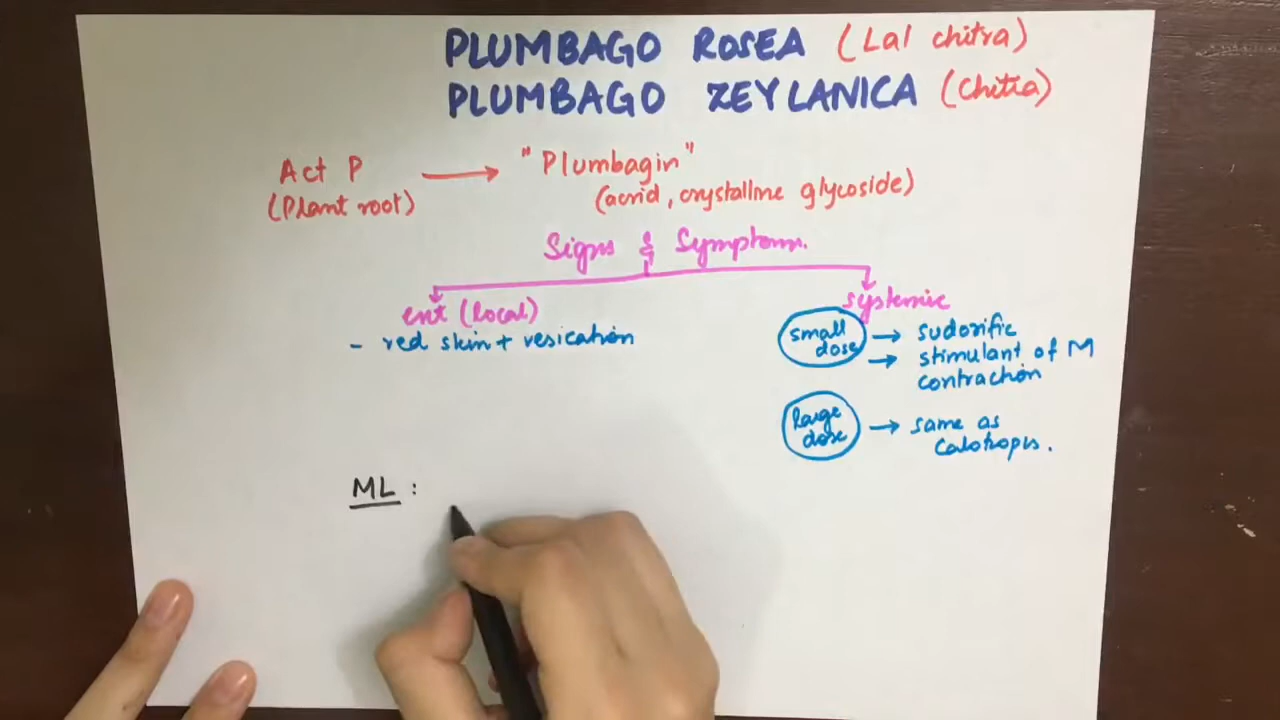 PLUMBAGO ROSEA (Lal chitra)
PLUMBAGO ZEYLANICA (Chitra)
Act P → "Plumbagin"
(Plant root) (acrid, crystalline glycoside)
Signs & Symptoms.
ent (local)
- red skin + vesication
systemic
small dose → sudorific
→ stimulant of M
contraction
large dose → same as
Calotropis.
ML :